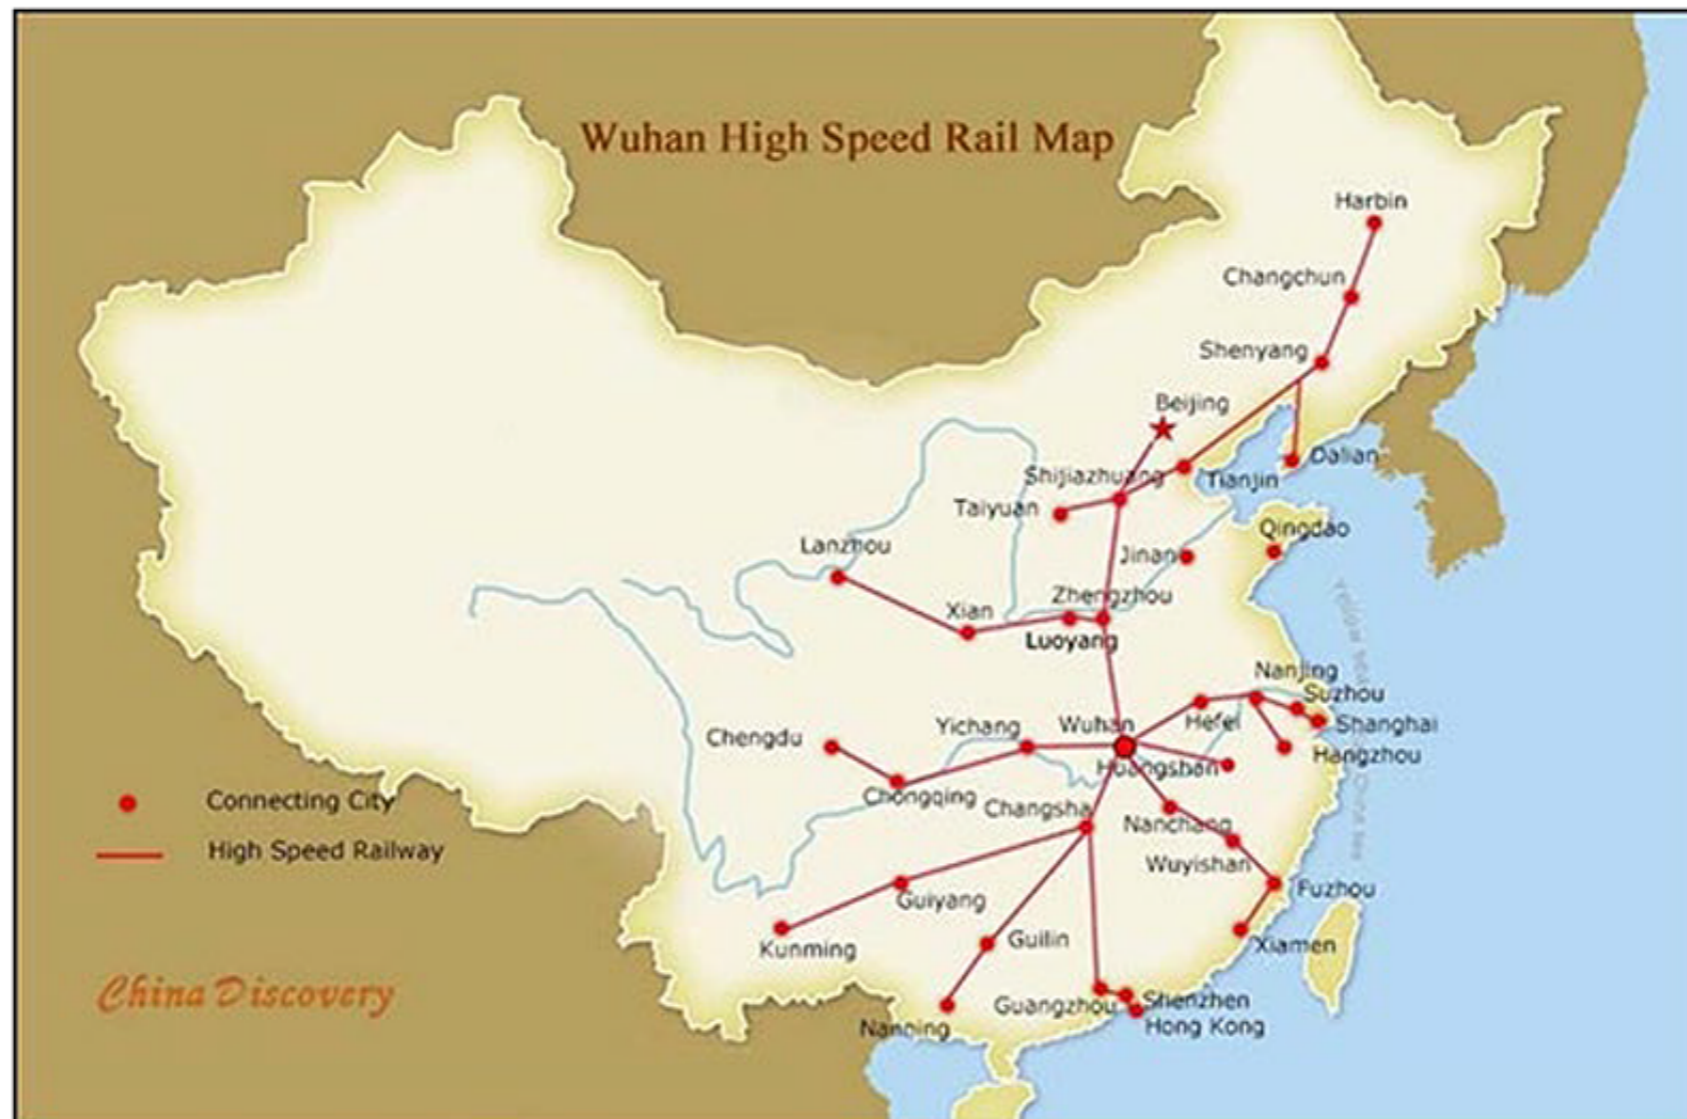 Wuhan High Speed Rail Map
Harbin
Changchun
Shenyang
Beijing
Dalian
Shijiazhuang
Tianjin
Taiyuan
Qingdao
Lanzhou
Jinan
Zhengzhou
Xian
Luoyang
Nanjing
Suzhou
Yichang
Wuhan
Hefei
Shanghai
Chengdu
Hangzhou
Huangshan
Chongqing
Connecting City
Changsha
Nanchang
High Speed Railway
Wuyishan
Fuzhou
Guiyang
Guilin
Xiamen
Kunming
China Discovery
Guangzhou
Shenzhen
Nanning
Hong Kong